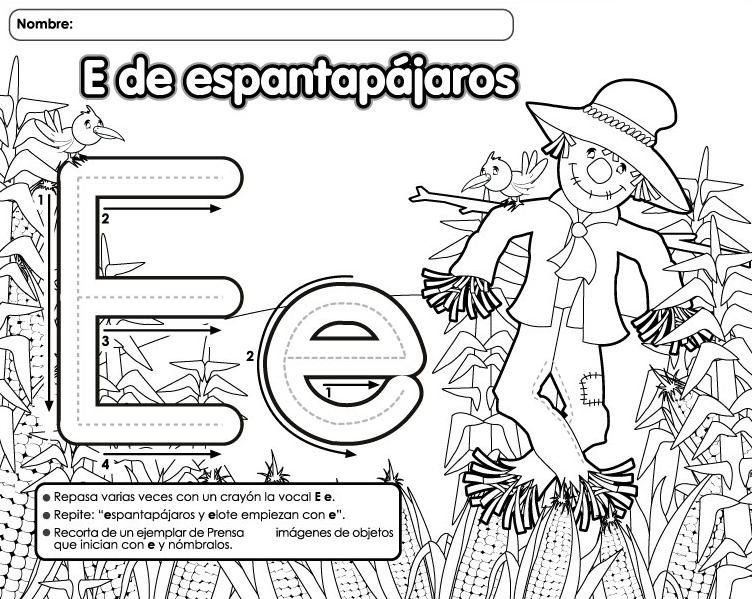 Nombre:
E de espantapájaros
1
2
3
4
E e
2
1
Repasa varias veces con un crayón la vocal E e.
Repite: “espantapájaros y elote empiezan con e”.
Recorta de un ejemplar de Prensa imágenes de objetos
que inician con e y nómbralos.